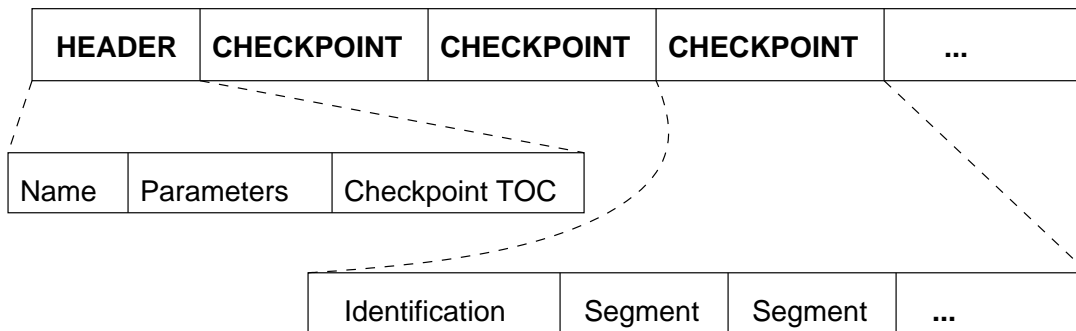 HEADER CHECKPOINT CHECKPOINT CHECKPOINT ...
Name Parameters Checkpoint TOC
Identification Segment Segment ...